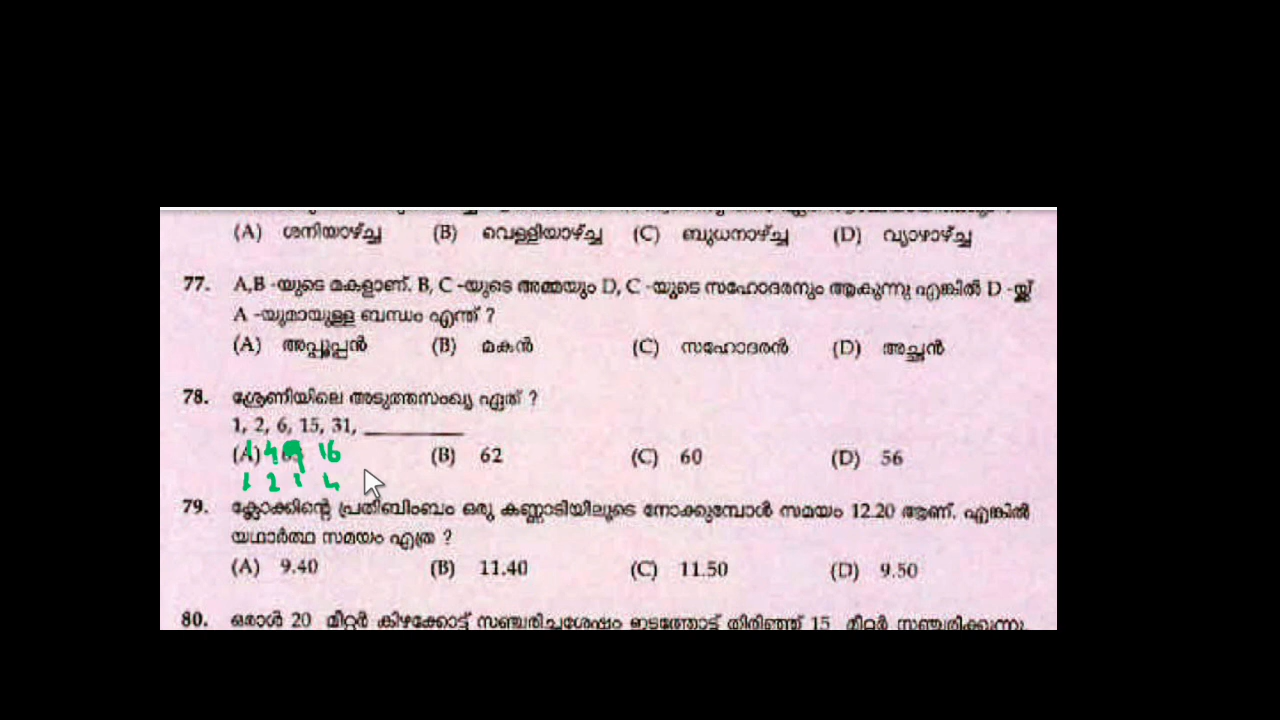 (A) ശനിയാഴ്ച്ച (B) വെള്ളിയാഴ്ച്ച (C) ബുധനാഴ്ച്ച (D) വ്യാഴാഴ്ച്ച
77. A,B -യുടെ മകളാണ്. B, C -യുടെ അമ്മയും D, C -യുടെ സഹോദരനും ആകുന്നു എങ്കിൽ D -യ്ക്ക്
A -യുമായുള്ള ബന്ധം എന്ത് ?
(A) അപ്പൂപ്പൻ (B) മകൻ (C) സഹോദരൻ (D) അച്ഛൻ
78. ശ്രേണിയിലെ അടുത്തസംഖ്യ ഏത് ?
1, 2, 6, 15, 31, ________
(A) (B) 62 (C) 60 (D) 56
1 4 9 16
1 2 4
79. ക്ലോക്കിന്റെ പ്രതിബിംബം ഒരു കണ്ണാടിയിലൂടെ നോക്കുമ്പോൾ സമയം 12.20 ആണ്. എങ്കിൽ
യഥാർത്ഥ സമയം എത്ര ?
(A) 9.40 (B) 11.40 (C) 11.50 (D) 9.50
80. ഒരാൾ 20 മീറ്റർ കിഴക്കോട്ട് സഞ്ചരിച്ചശേഷം ഇടത്തോട്ട് തിരിഞ്ഞ് 15 മീറ്റർ സഞ്ചരിക്കുന്നു.